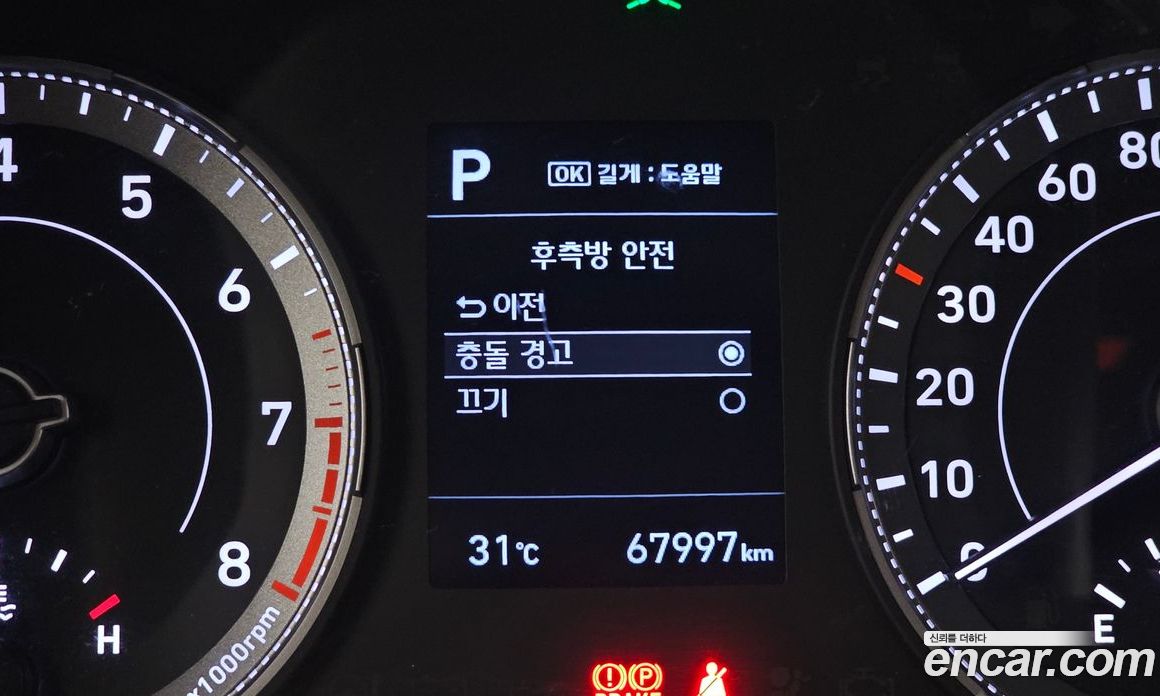 P
OK 길게 : 도움말
후측방 안전
이전
충돌 경고
끄기
31℃
67997km
4
5
6
7
8
x1000rpm
H
80
60
40
30
20
10
0
E
P
BRAKE
신뢰를 더하다
encar.com